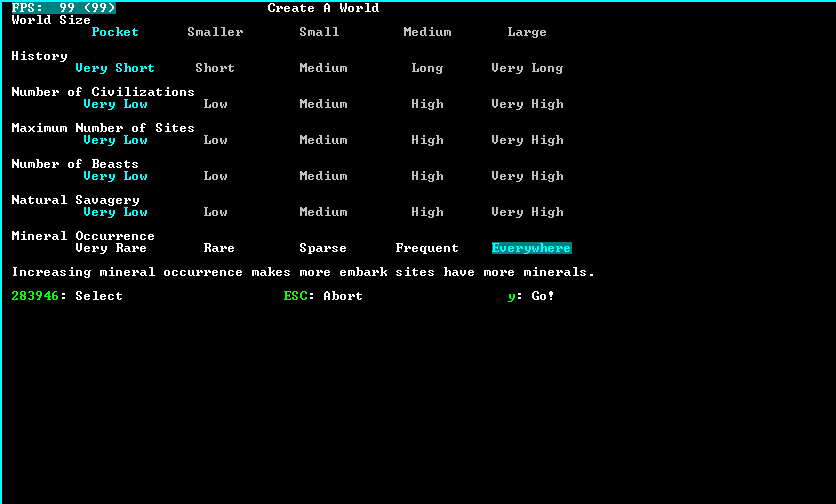 FPS:  99 (99)                   Create A World
World Size
Pocket      Smaller       Small        Medium       Large
History
Very Short     Short        Medium        Long      Very Long
Number of Civilizations
Very Low       Low         Medium        High      Very High
Maximum Number of Sites
Very Low       Low         Medium        High      Very High
Number of Beasts
Very Low       Low         Medium        High      Very High
Natural Savagery
Very Low       Low         Medium        High      Very High
Mineral Occurrence
Very Rare       Rare        Sparse      Frequent    Everywhere
Increasing mineral occurrence makes more embark sites have more minerals.
283946: Select                    ESC: Abort                  y: Go!